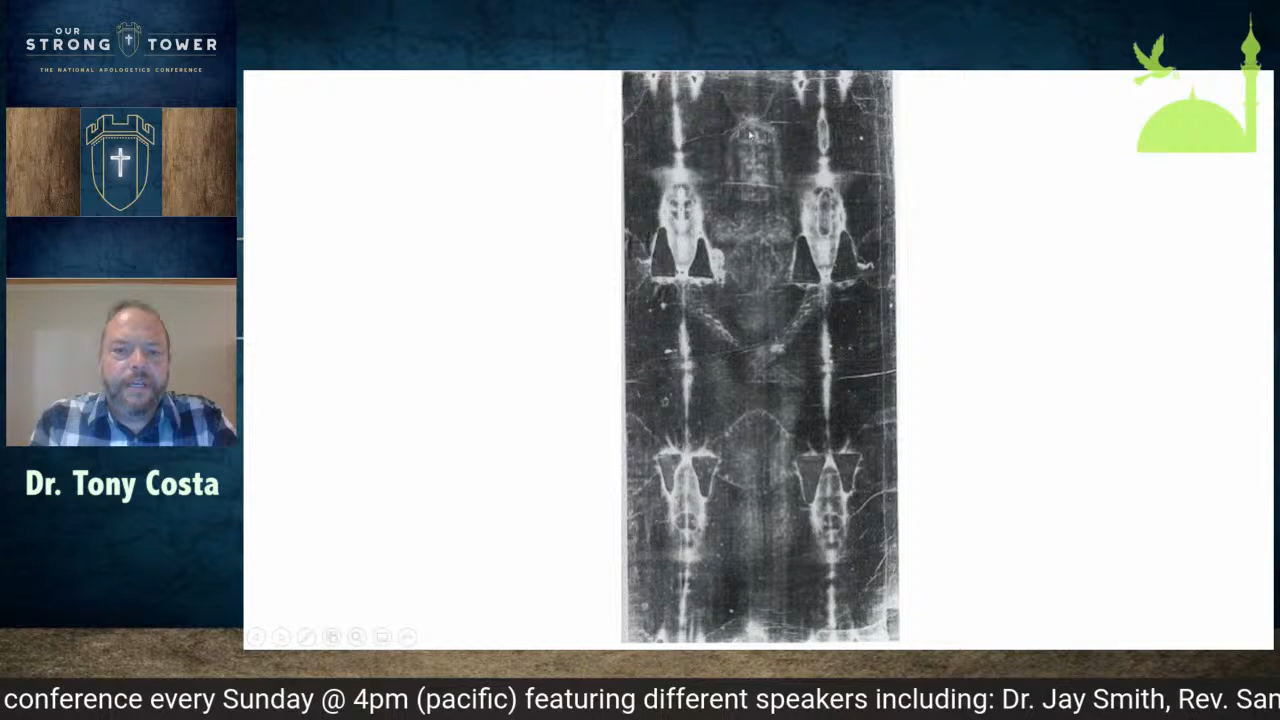 OUR
STRONG TOWER
THE NATIONAL APOLOGETICS CONFERENCE
Dr. Tony Costa
conference every Sunday @ 4pm (pacific) featuring different speakers including: Dr. Jay Smith, Rev. San